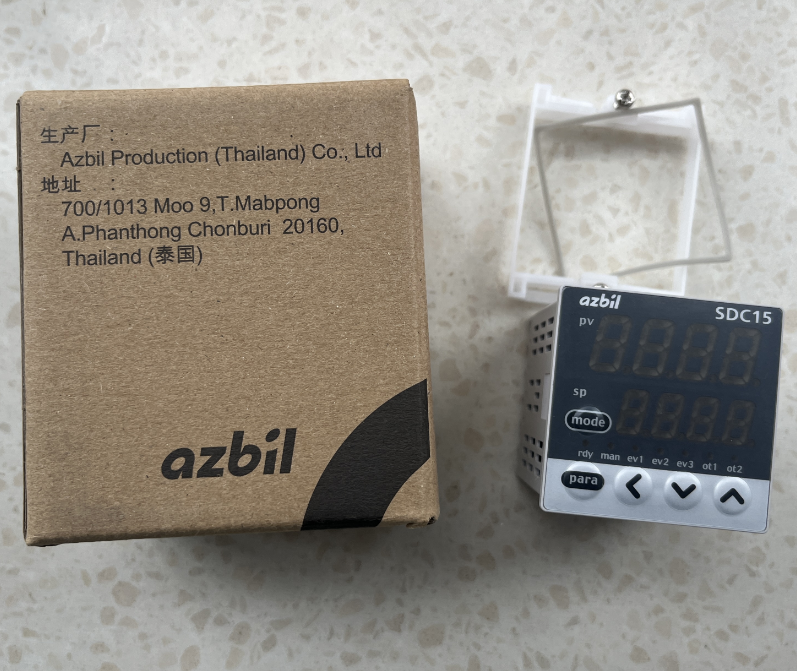 生产厂：
Azbil Production (Thailand) Co., Ltd
地址 ：
700/1013 Moo 9,T.Mabpong
A.Phanthong Chonburi 20160,
Thailand (泰国)
azbil
azbil
SDC15
pv
sp
mode
rdy man ev1 ev2 ev3 ot1 ot2
para